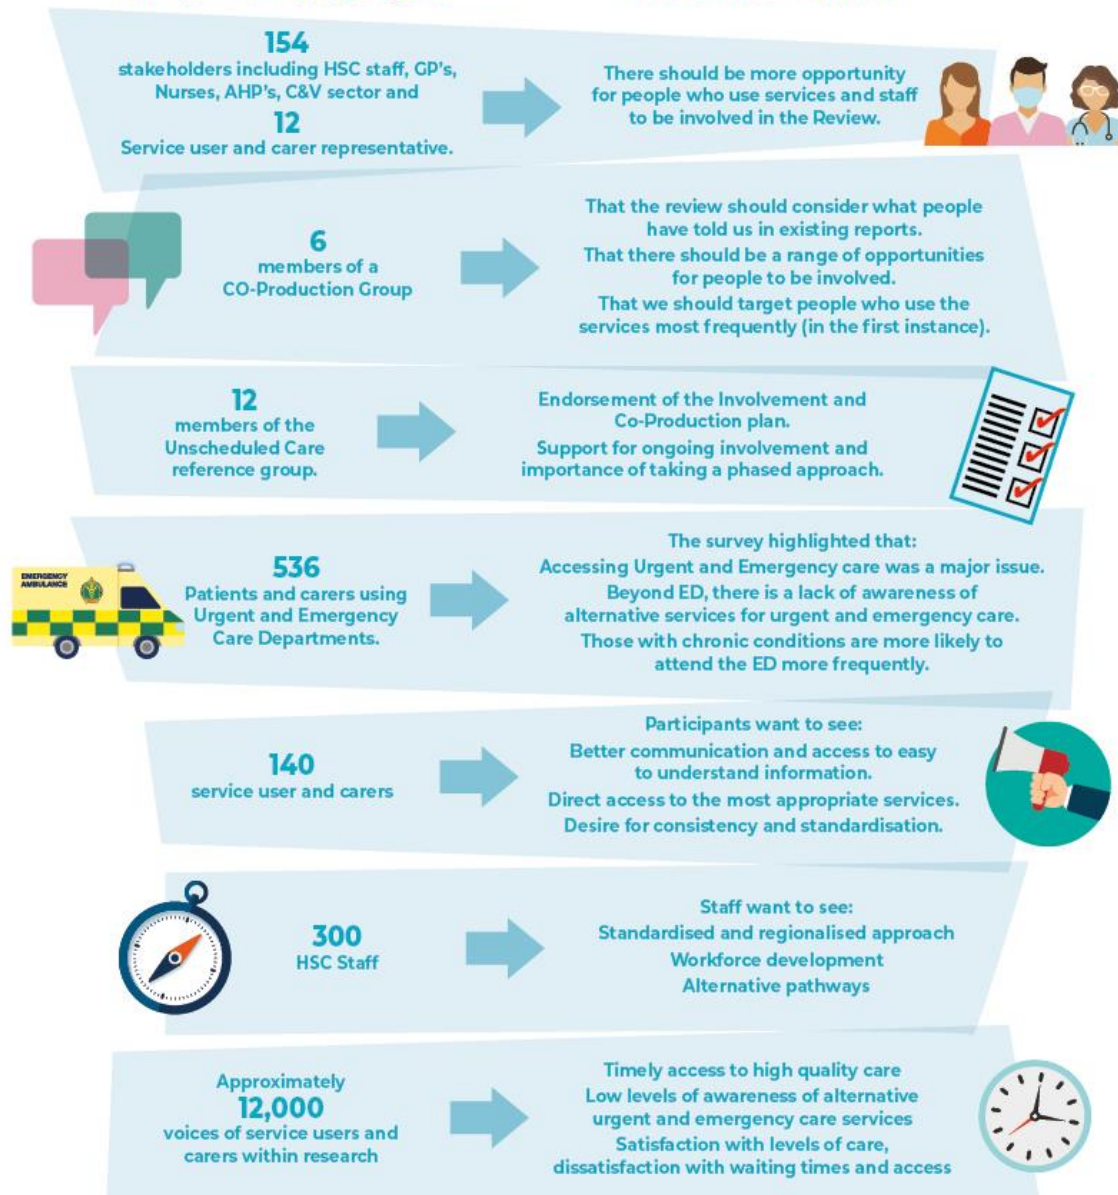 154
stakeholders including HSC staff, GP's,
Nurses, AHP's, C&V sector and
12
Service user and carer representative.
There should be more opportunity
for people who use services and staff
to be involved in the Review.
6
members of a
CO-Production Group
That the review should consider what people
have told us in existing reports.
That there should be a range of opportunities
for people to be involved.
That we should target people who use the
services most frequently (in the first instance).
12
members of the
Unscheduled Care
reference group.
Endorsement of the Involvement and
Co-Production plan.
Support for ongoing involvement and
importance of taking a phased approach.
EMERGENCY
AMBULANCE
536
Patients and carers using
Urgent and Emergency
Care Departments.
The survey highlighted that:
Accessing Urgent and Emergency care was a major issue.
Beyond ED, there is a lack of awareness of
alternative services for urgent and emergency care.
Those with chronic conditions are more likely to
attend the ED more frequently.
140
service user and carers
Participants want to see:
Better communication and access to easy
to understand information.
Direct access to the most appropriate services.
Desire for consistency and standardisation.
300
HSC Staff
Staff want to see:
Standardised and regionalised approach
Workforce development
Alternative pathways
Approximately
12,000
voices of service users and
carers within research
Timely access to high quality care
Low levels of awareness of alternative
urgent and emergency care services
Satisfaction with levels of care,
dissatisfaction with waiting times and access